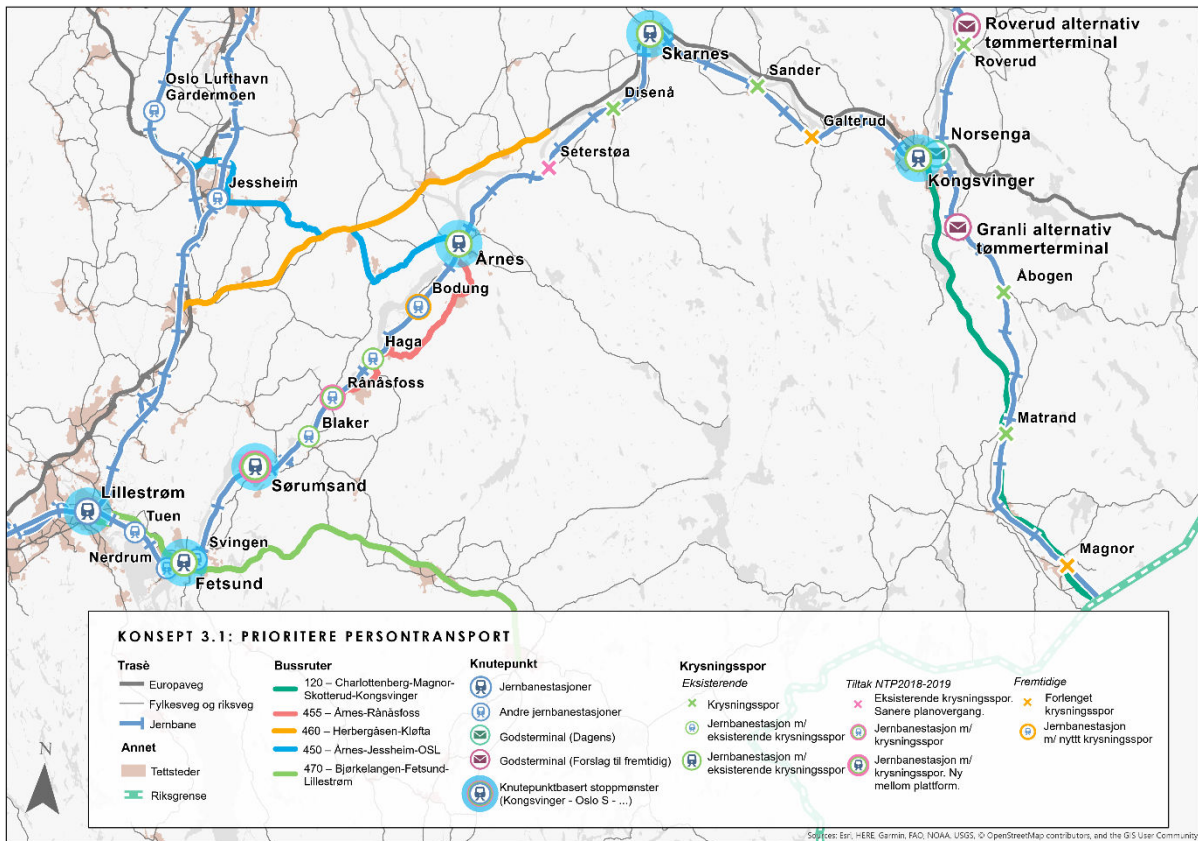 Roverud alternativ
tømmerterminal
Roverud
Skarnes
Sander
Oslo Lufthavn
Gardermoen
Disenå
Galterud
Norsenga
Seterstøa
Kongsvinger
Jessheim
Granli alternativ
tømmerterminal
Årnes
Åbogen
Bodung
Haga
Rånåsfoss
Blaker
Matrand
Sørumsand
Lillestrøm
Tuen
Svingen
Nerdrum
Fetsund
Magnor
N
KONSEPT 3.1: PRIORITERE PERSONTRANSPORT
Trasè
Europaveg
Fylkesveg og riksveg
Jernbane
Annet
Tettsteder
Riksgrense
Bussruter
120 – Charlottenberg-Magnor-
Skotterud-Kongsvinger
455 – Årnes-Rånåsfoss
460 – Herbergåsen-Kløfta
450 – Årnes-Jessheim-OSL
470 – Bjørkelangen-Fetsund-
Lillestrøm
Knutepunkt
Jernbanestasjoner
Andre jernbanestasjoner
Godsterminal (Dagens)
Godsterminal (Forslag til fremtidig)
Knutepunktbasert stoppmønster
(Kongsvinger - Oslo S - ...)
Krysningsspor
Eksisterende
Krysningsspor
Jernbanestasjon m/
eksisterende krysningsspor
Jernbanestasjon m/
eksisterende krysningsspor
Tiltak NTP2018-2019
Eksisterende krysningsspor.
Sanere planovergang.
Jernbanestasjon m/
krysningsspor
Jernbanestasjon m/
krysningsspor. Ny
mellom plattform.
Fremtidige
Forlenget
krysningsspor
Jernbanestasjon
m/ nyttt krysningsspor
Sources: Esri, HERE, Garmin, FAO, NOAA, USGS, © OpenStreetMap contributors, and the GIS User Community